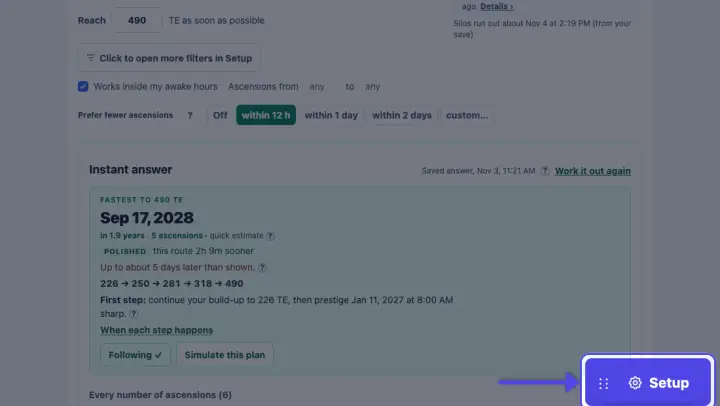 ago. Details ›
Reach 490 TE as soon as possible
Silos run out about Nov 4 at 2:19 PM (from your
save)
Click to open more filters in Setup
Works inside my awake hours Ascensions from any to any
Prefer fewer ascensions ? Off within 12 h within 1 day within 2 days custom...
Instant answer
Saved answer, Nov 3, 11:21 AM ? Work it out again
FASTEST TO 490 TE
Sep 17, 2028
in 1.9 years · 5 ascensions · quick estimate ?
POLISHED this route 2h 9m sooner
Up to about 5 days later than shown. ?
226 → 250 → 281 → 318 → 490
First step: continue your build-up to 226 TE, then prestige Jan 11, 2027 at 8:00 AM
sharp. ?
When each step happens
Following ✓ Simulate this plan
Setup
Every number of ascensions (6)